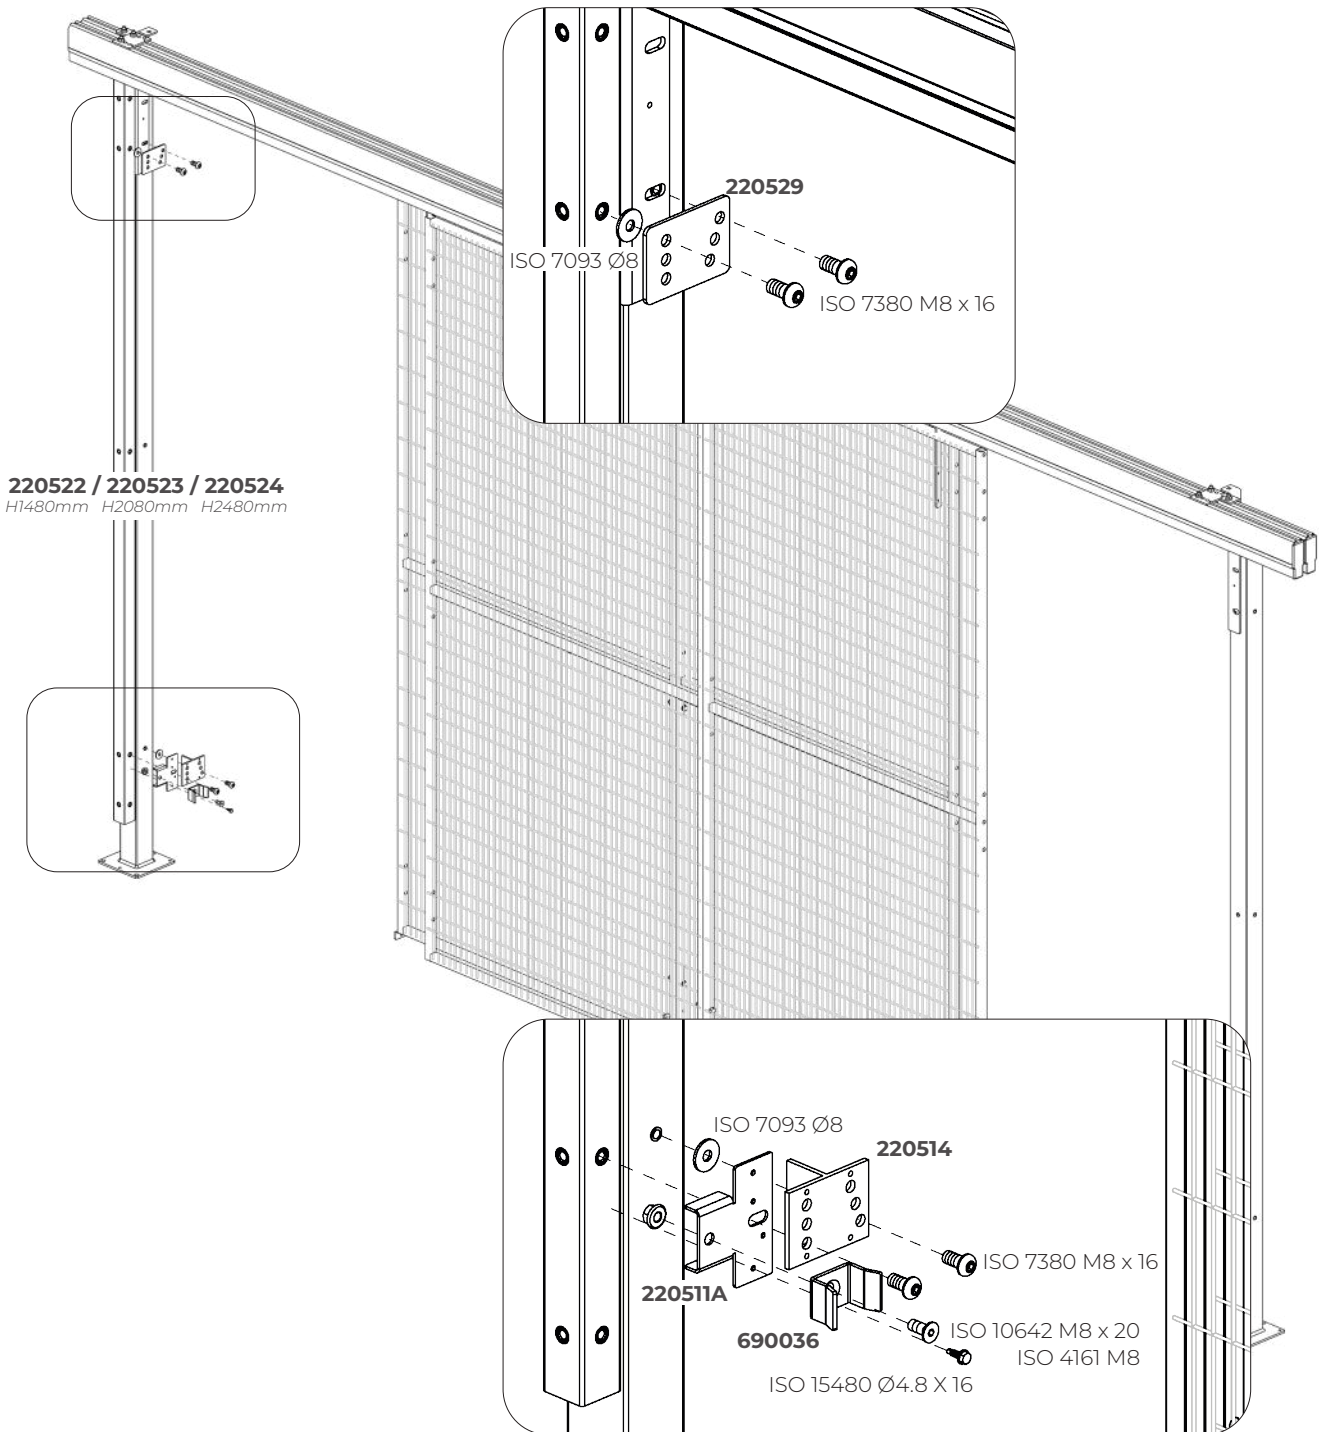 220529
ISO 7093 Ø8
ISO 7380 M8 x 16
220522 / 220523 / 220524
H1480mm H2080mm H2480mm
ISO 7093 Ø8
220514
ISO 7380 M8 x 16
220511A
690036
ISO 10642 M8 x 20
ISO 4161 M8
ISO 15480 Ø4.8 X 16